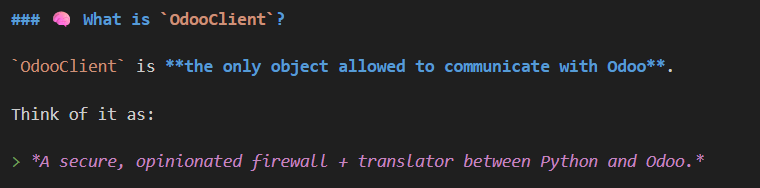 ### 🧠 What is `OdooClient`?
`OdooClient` is **the only object allowed to communicate with Odoo**.
Think of it as:
> *A secure, opinionated firewall + translator between Python and Odoo.*